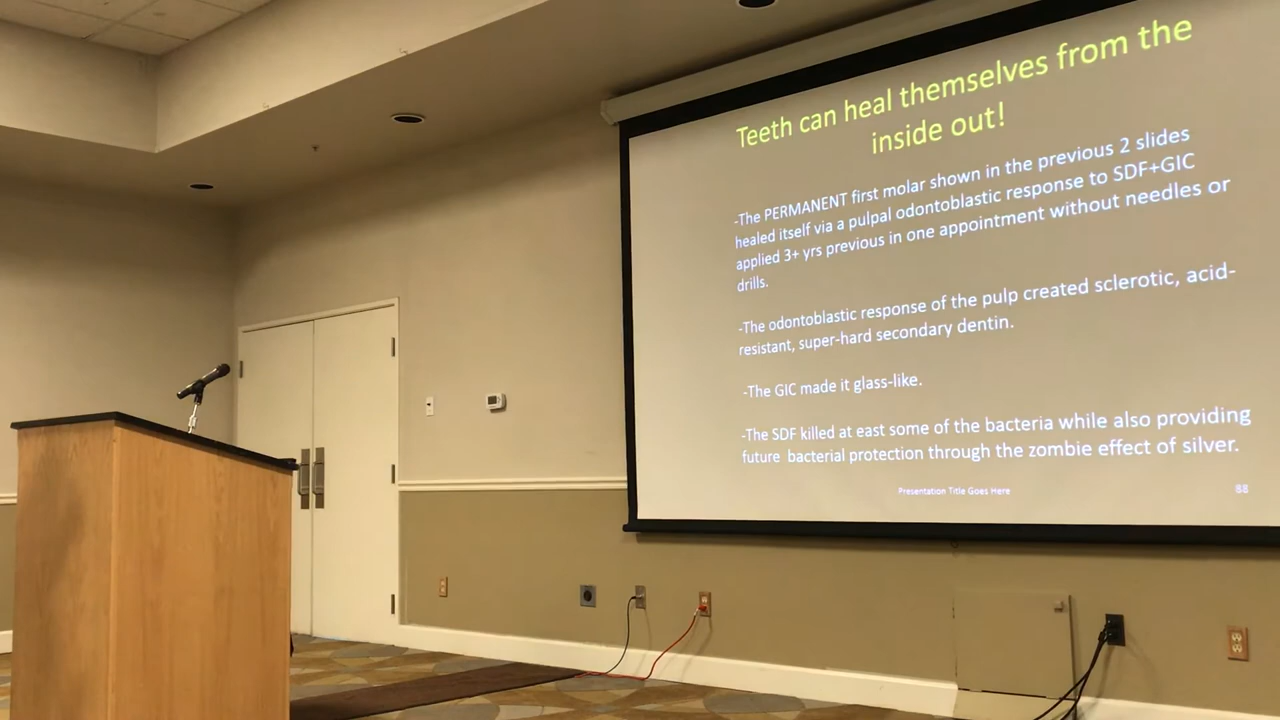 Teeth can heal themselves from the
inside out!
-The PERMANENT first molar shown in the previous 2 slides
healed itself via a pulpal odontoblastic response to SDF+GIC
applied 3+ yrs previous in one appointment without needles or
drills.
-The odontoblastic response of the pulp created sclerotic, acid-
resistant, super-hard secondary dentin.
-The GIC made it glass-like.
-The SDF killed at east some of the bacteria while also providing
future bacterial protection through the zombie effect of silver.
Presentation Title Goes Here
88